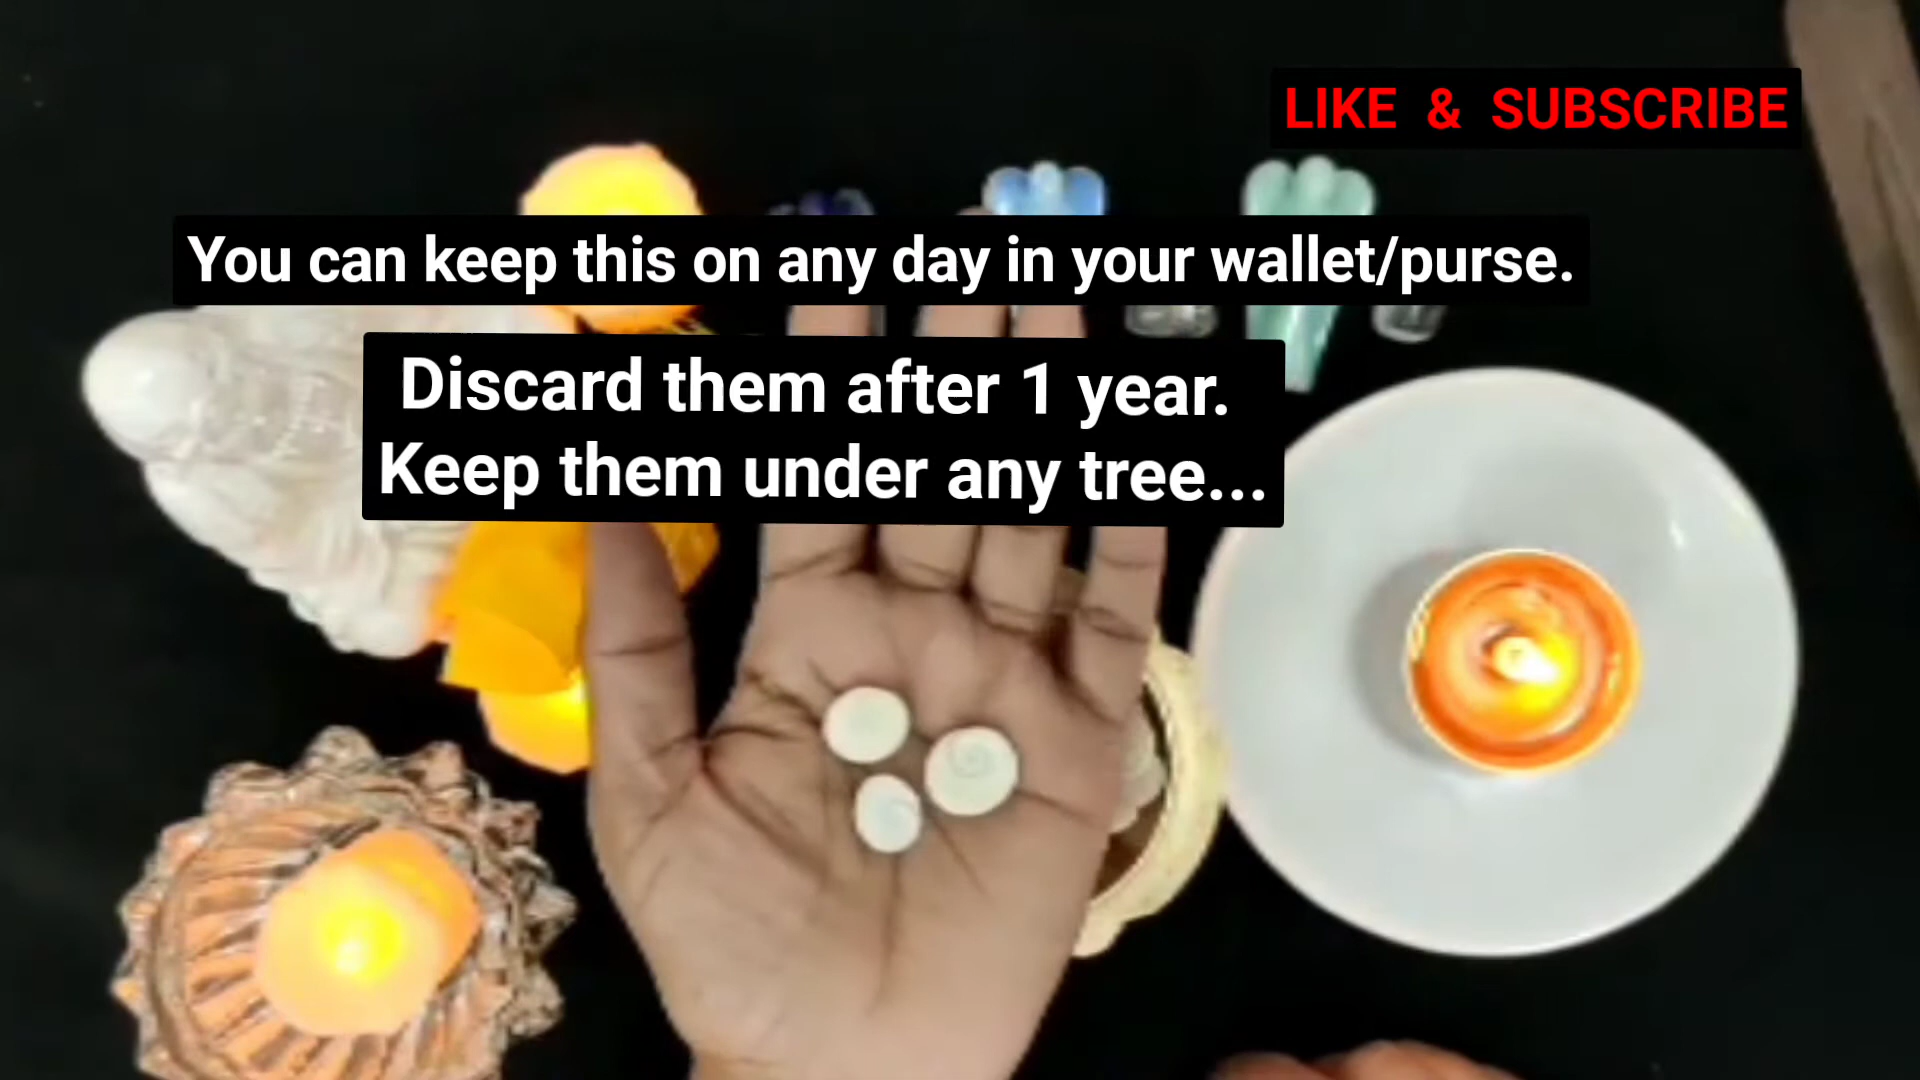 LIKE & SUBSCRIBE
You can keep this on any day in your wallet/purse.
Discard them after 1 year.
Keep them under any tree...